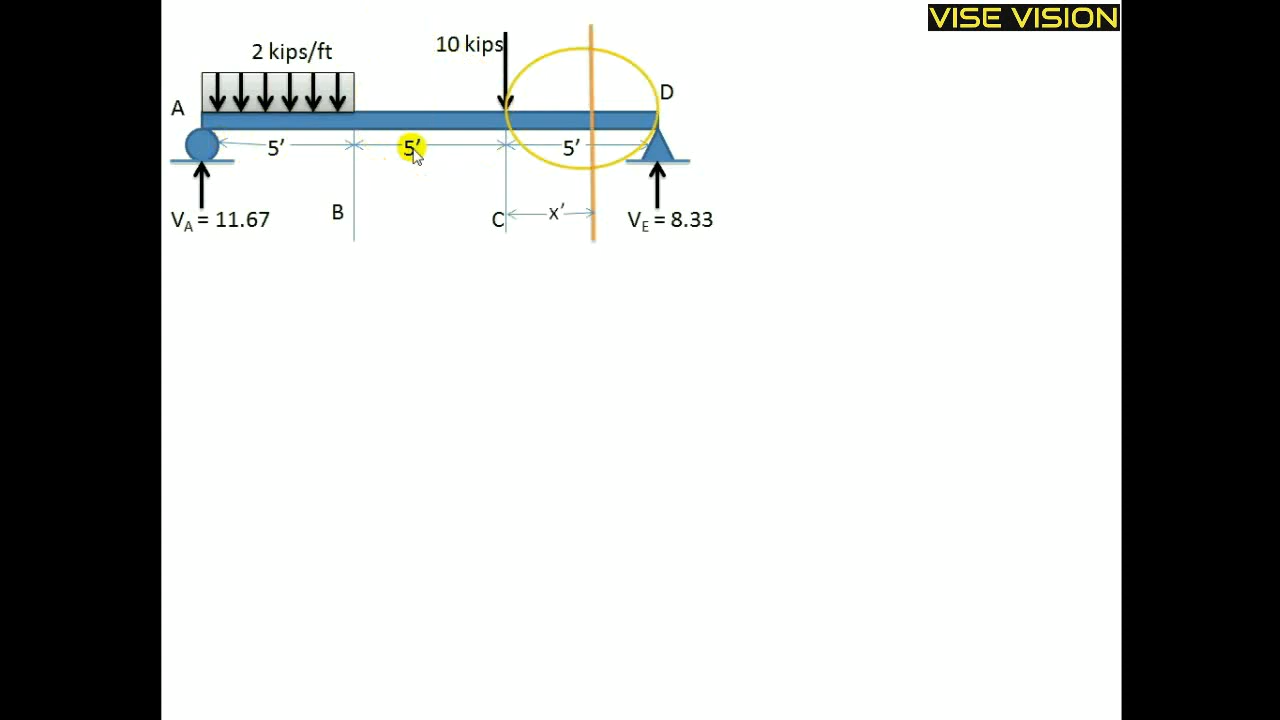 VISE VISION
2 kips/ft
10 kips
A
D
5’
5’
5’
B
C
x’
V_A = 11.67
V_E = 8.33